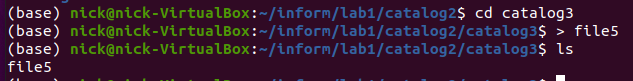 (base) nick@nick-VirtualBox:~/inform/lab1/catalog2$ cd catalog3
(base) nick@nick-VirtualBox:~/inform/lab1/catalog2/catalog3$ > file5
(base) nick@nick-VirtualBox:~/inform/lab1/catalog2/catalog3$ ls
file5